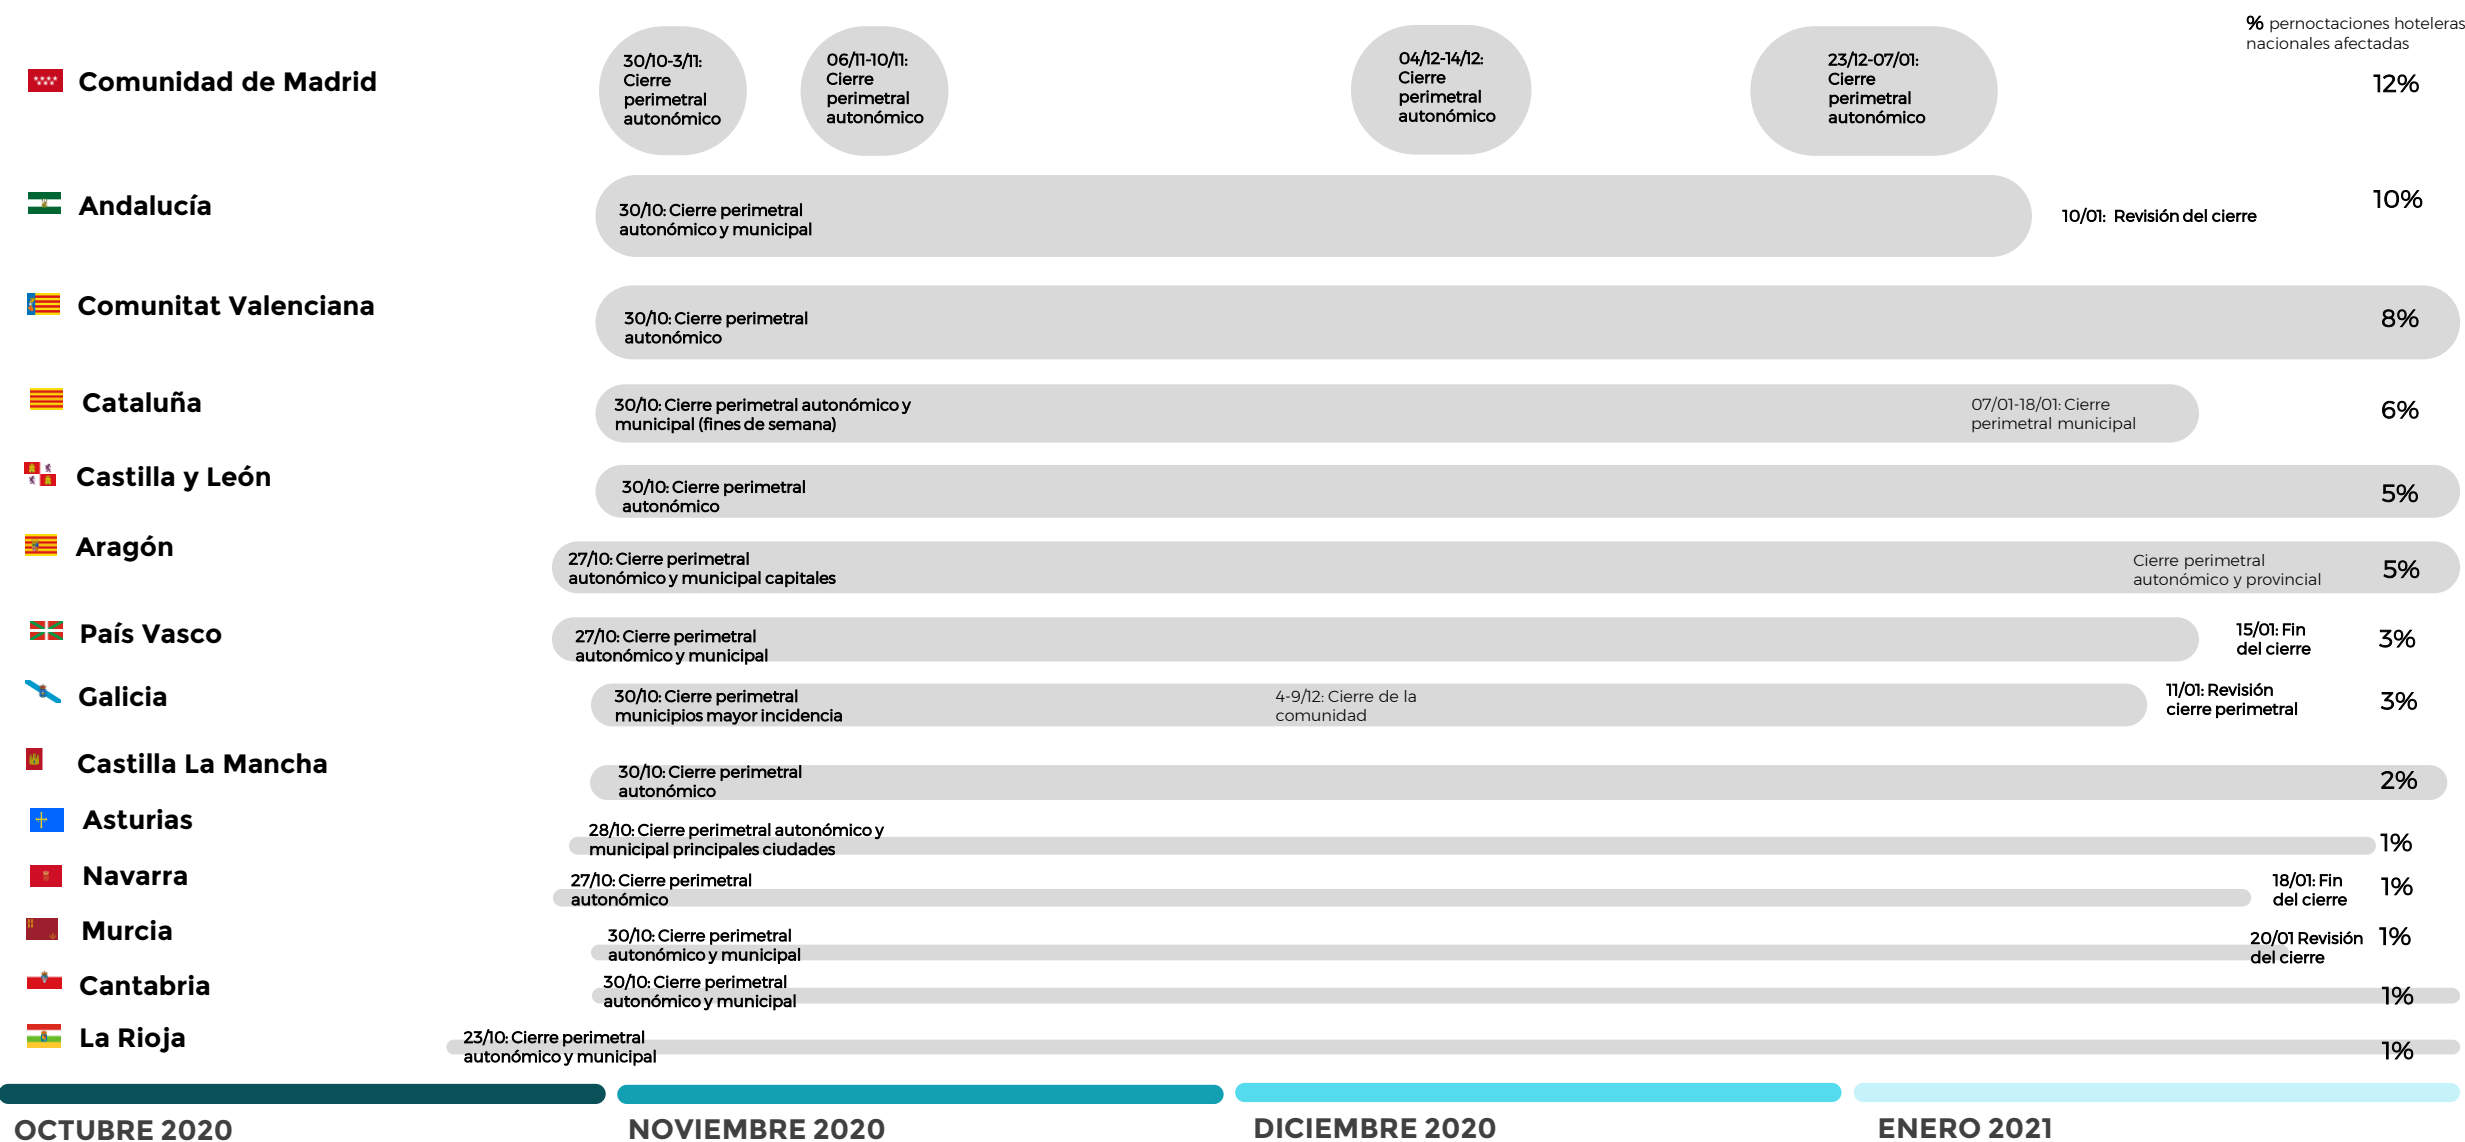 % pernoctaciones hoteleras
nacionales afectadas
Comunidad de Madrid
30/10-3/11:
Cierre
perimetral
autonómico
06/11-10/11:
Cierre
perimetral
autonómico
04/12-14/12:
Cierre
perimetral
autonómico
23/12-07/01:
Cierre
perimetral
autonómico
12%
Andalucía
30/10: Cierre perimetral
autonómico y municipal
10/01: Revisión del cierre
10%
Comunitat Valenciana
30/10: Cierre perimetral
autonómico
8%
Cataluña
30/10: Cierre perimetral autonómico y
municipal (fines de semana)
07/01-18/01: Cierre
perimetral municipal
6%
Castilla y León
30/10: Cierre perimetral
autonómico
5%
Aragón
27/10: Cierre perimetral
autonómico y municipal capitales
Cierre perimetral
autonómico y provincial
5%
País Vasco
27/10: Cierre perimetral
autonómico y municipal
15/01: Fin
del cierre
3%
Galicia
30/10: Cierre perimetral
municipios mayor incidencia
4-9/12: Cierre de la
comunidad
11/01: Revisión
cierre perimetral
3%
Castilla La Mancha
30/10: Cierre perimetral
autonómico
2%
Asturias
28/10: Cierre perimetral autonómico y
municipal principales ciudades
1%
Navarra
27/10: Cierre perimetral
autonómico
18/01: Fin
del cierre
1%
Murcia
30/10: Cierre perimetral
autonómico y municipal
20/01 Revisión
del cierre
1%
Cantabria
30/10: Cierre perimetral
autonómico y municipal
1%
La Rioja
23/10: Cierre perimetral
autonómico y municipal
1%
OCTUBRE 2020
NOVIEMBRE 2020
DICIEMBRE 2020
ENERO 2021